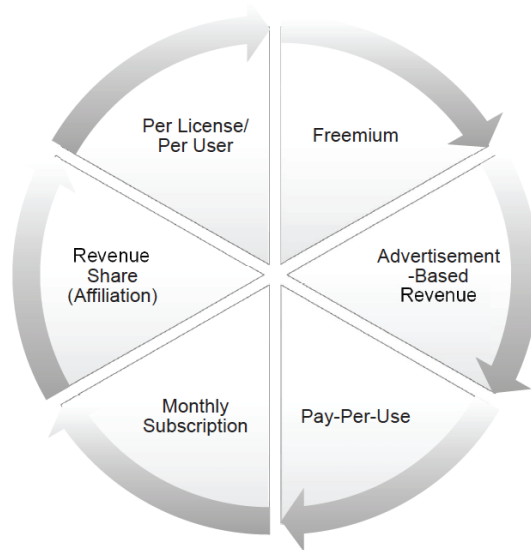 Per License/
Per User
Freemium
Revenue
Share
(Affiliation)
Advertisement
-Based
Revenue
Monthly
Subscription
Pay-Per-Use